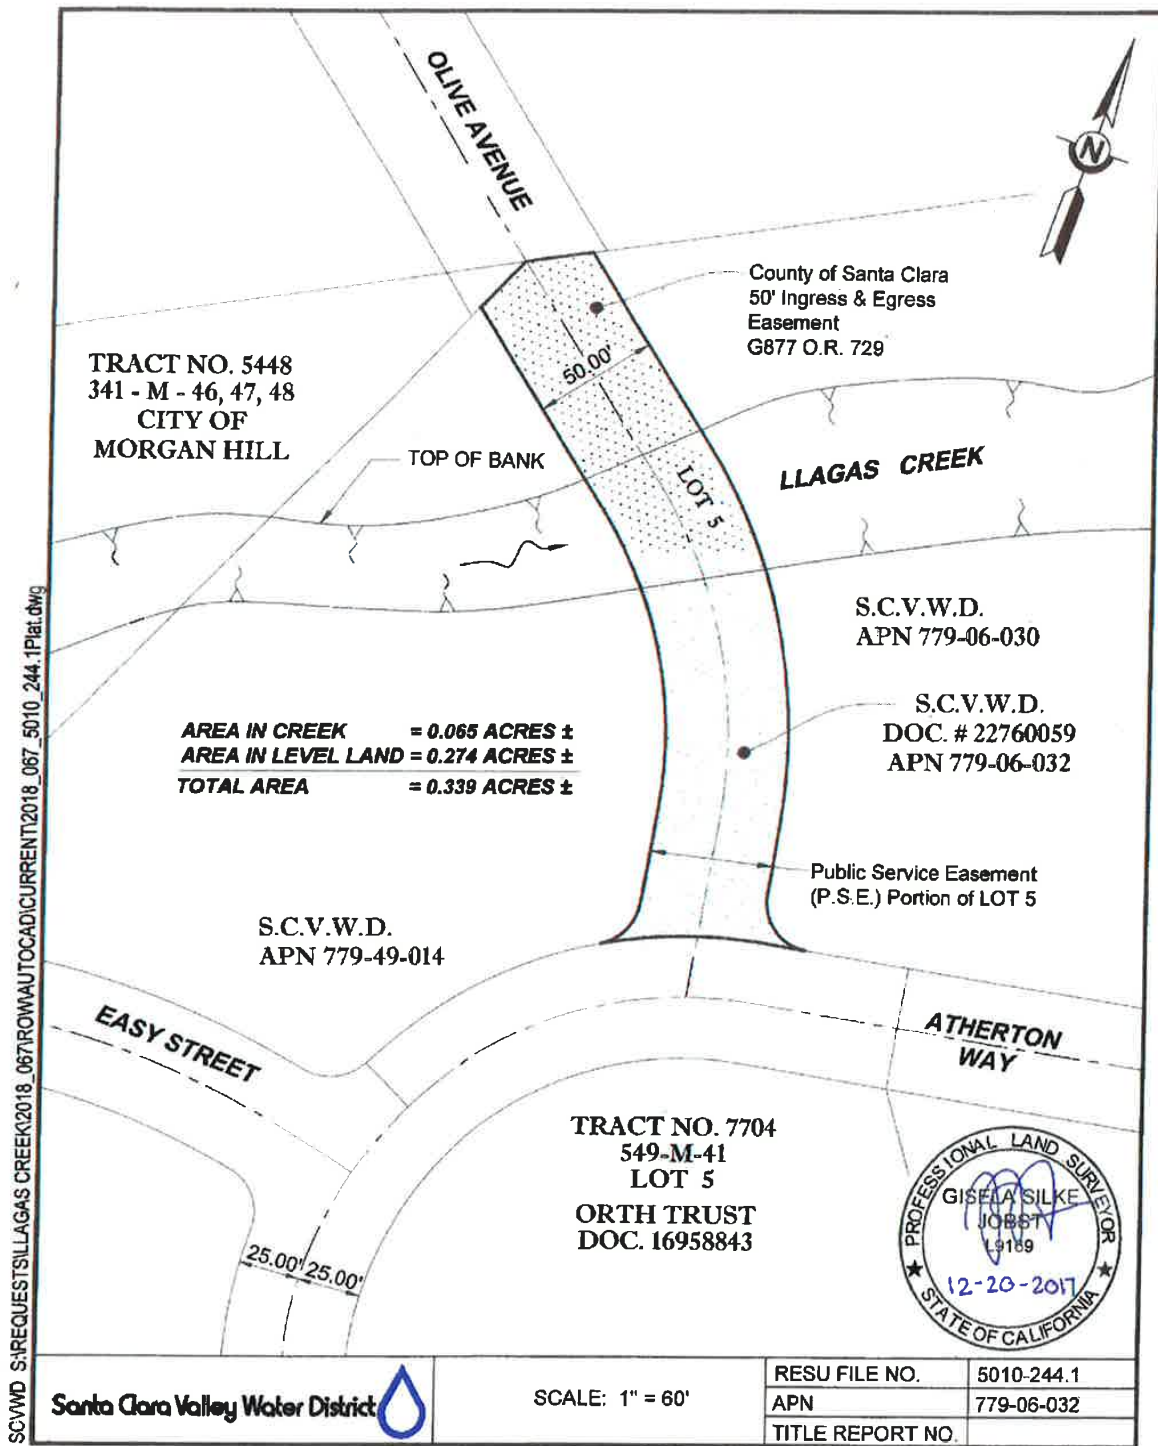 OLIVE AVENUE
N
County of Santa Clara
50' Ingress & Egress
Easement
G877 O.R. 729
TRACT NO. 5448
341 - M - 46, 47, 48
CITY OF
MORGAN HILL
50.00'
TOP OF BANK
LOT 5
LLAGAS CREEK
S.C.V.W.D.
APN 779-06-030
S.C.V.W.D.
DOC. # 22760059
APN 779-06-032
AREA IN CREEK = 0.065 ACRES ±
AREA IN LEVEL LAND = 0.274 ACRES ±
TOTAL AREA = 0.339 ACRES ±
Public Service Easement
(P.S.E.) Portion of LOT 5
S.C.V.W.D.
APN 779-49-014
EASY STREET
ATHERTON
WAY
TRACT NO. 7704
549-M-41
LOT 5
ORTH TRUST
DOC. 16958843
25.00' 25.00'
PROFESSIONAL LAND SURVEYOR
GISELA SILKE
JOBST
L9169
12-20-2017
STATE OF CALIFORNIA
SCVWD S:\REQUESTS\LLAGAS CREEK\2018_067\ROW\AUTOCAD\CURRENT\2018_067_5010_244.1Plat.dwg
Santa Clara Valley Water District
SCALE: 1" = 60'
RESU FILE NO. 5010-244.1
APN 779-06-032
TITLE REPORT NO.